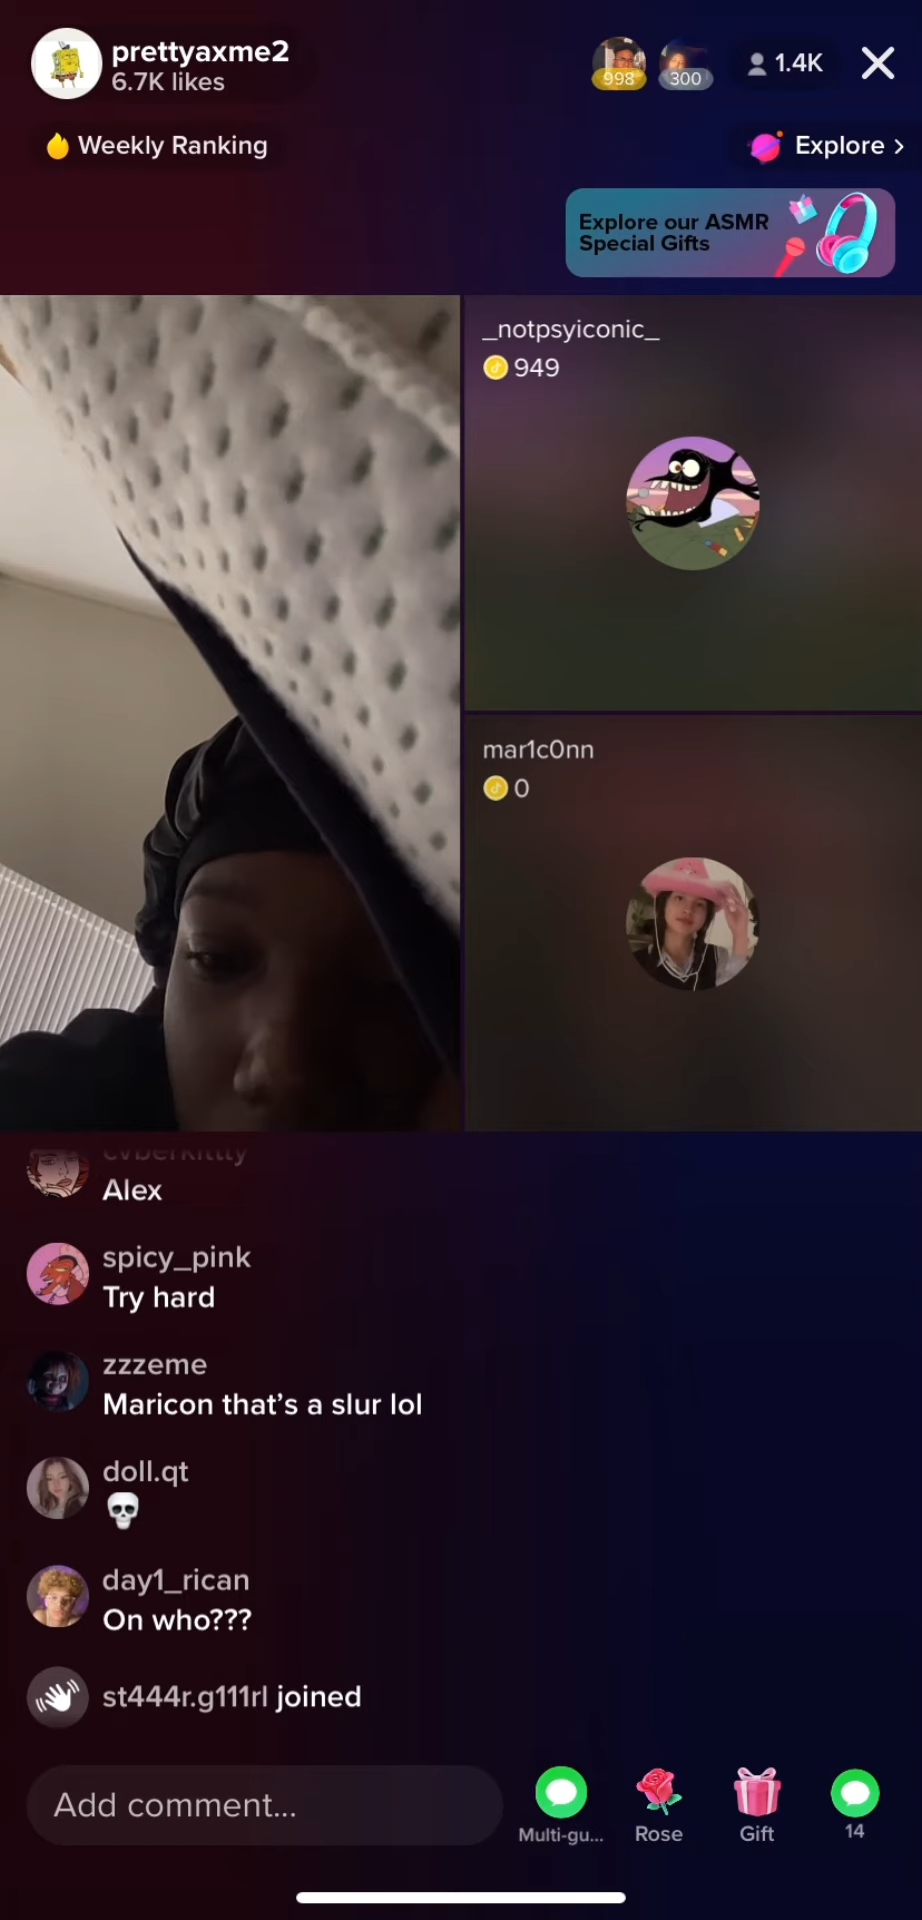 prettyaxme2
6.7K likes
998
300
1.4K
Weekly Ranking
Explore >
Explore our ASMR
Special Gifts
_notpsyiconic_
949
mar1c0nn
0
cyberkittty
Alex
spicy_pink
Try hard
zzzeme
Maricon that's a slur lol
doll.qt
day1_rican
On who???
st444r.g111rl joined
Add comment...
Multi-gu...
Rose
Gift
14